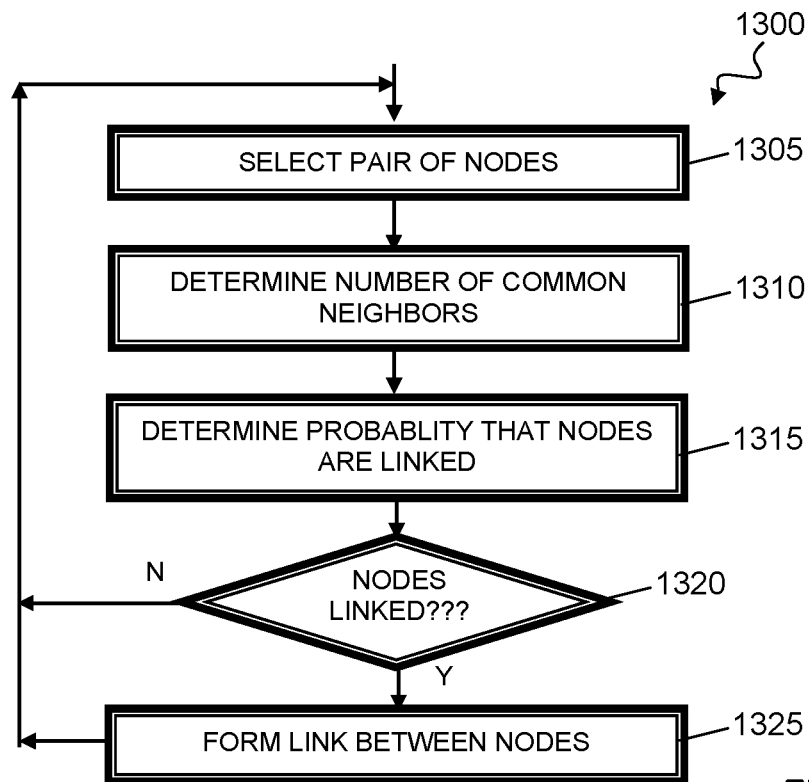 1300
SELECT PAIR OF NODES
1305
DETERMINE NUMBER OF COMMON
NEIGHBORS
1310
DETERMINE PROBABLITY THAT NODES
ARE LINKED
1315
N
NODES
LINKED???
1320
Y
FORM LINK BETWEEN NODES
1325